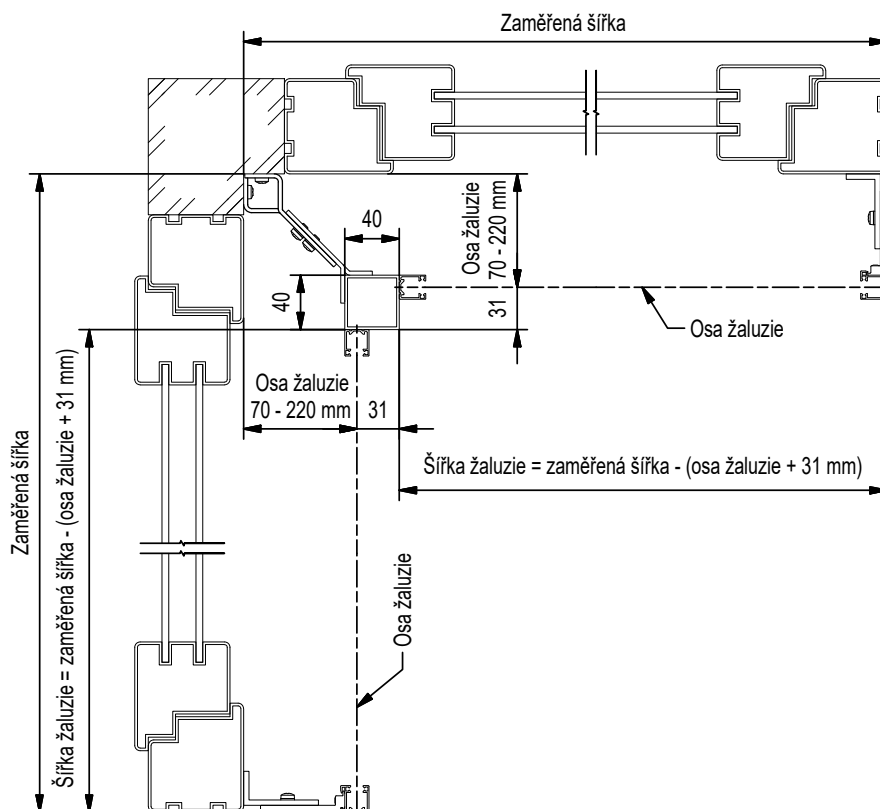 Zaměřená šířka
Osa žaluzie
70 - 220 mm
40
40
31
Osa žaluzie
Osa žaluzie
70 - 220 mm
31
Šířka žaluzie = zaměřená šířka - (osa žaluzie + 31 mm)
Zaměřená šířka
Šířka žaluzie = zaměřená šířka - (osa žaluzie + 31 mm)
Osa žaluzie